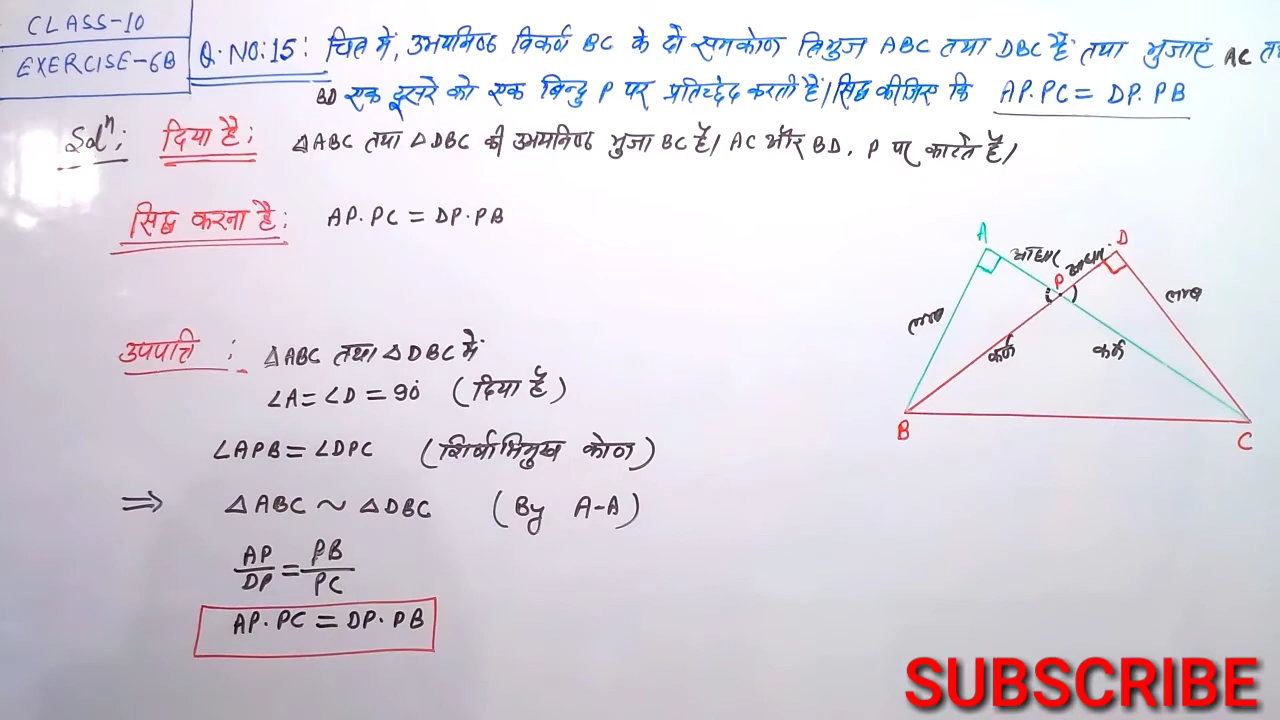 CLASS-10
EXERCISE-6B
Q.NO:15: चित्र में, उभयनिष्ठ विकर्ण BC के दो समकोण त्रिभुज ABC तथा DBC हैं तथा भुजाएं AC त
BD एक दूसरे को एक बिन्दु P पर प्रतिच्छेद करती हैं। सिद्ध कीजिए कि AP.PC = DP.PB
Solⁿ: दिया है: △ABC तथा △DBC की उभयनिष्ठ भुजा BC है। AC और BD, P पर काटते हैं।
सिद्ध करना है: AP.PC = DP.PB
उपपत्ति : △ABC तथा △DBC में
∠A = ∠D = 90° (दिया है)
∠APB = ∠DPC (शिर्षाभिमुख कोण)
⇒ △ABC ~ △DBC (By A-A)
AP/DP = PB/PC
AP.PC = DP.PB
A
D
आधार
आधार
P
लम्ब
लम्ब
कर्ण
कर्ण
B
C
SUBSCRIBE